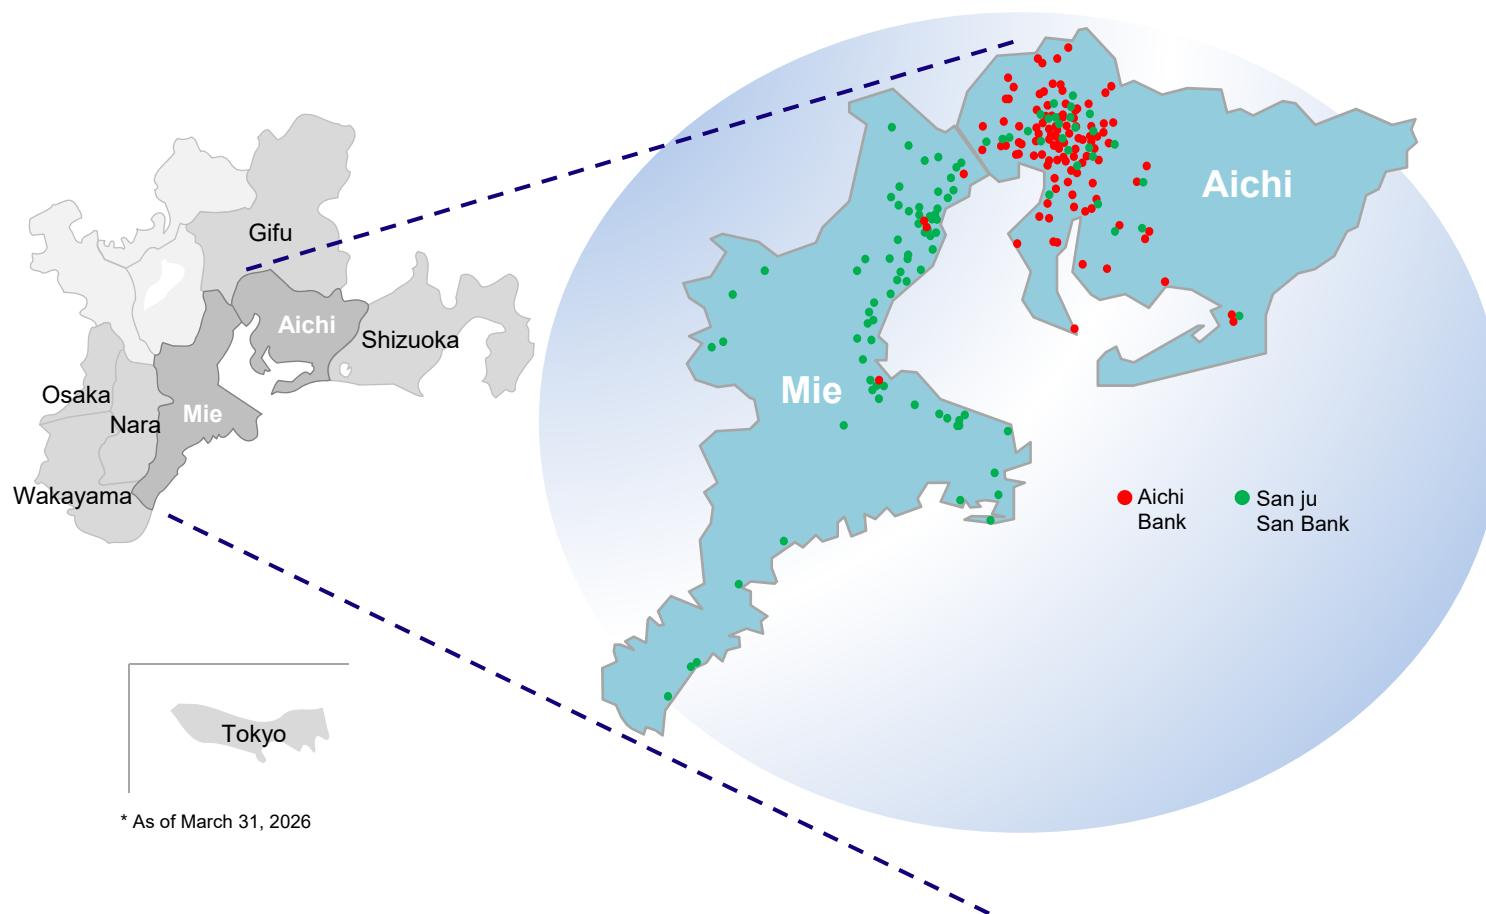 Gifu
Aichi
Shizuoka
Osaka
Nara
Mie
Wakayama
Tokyo
* As of March 31, 2026
Aichi
Mie
Aichi
Bank
San ju
San Bank